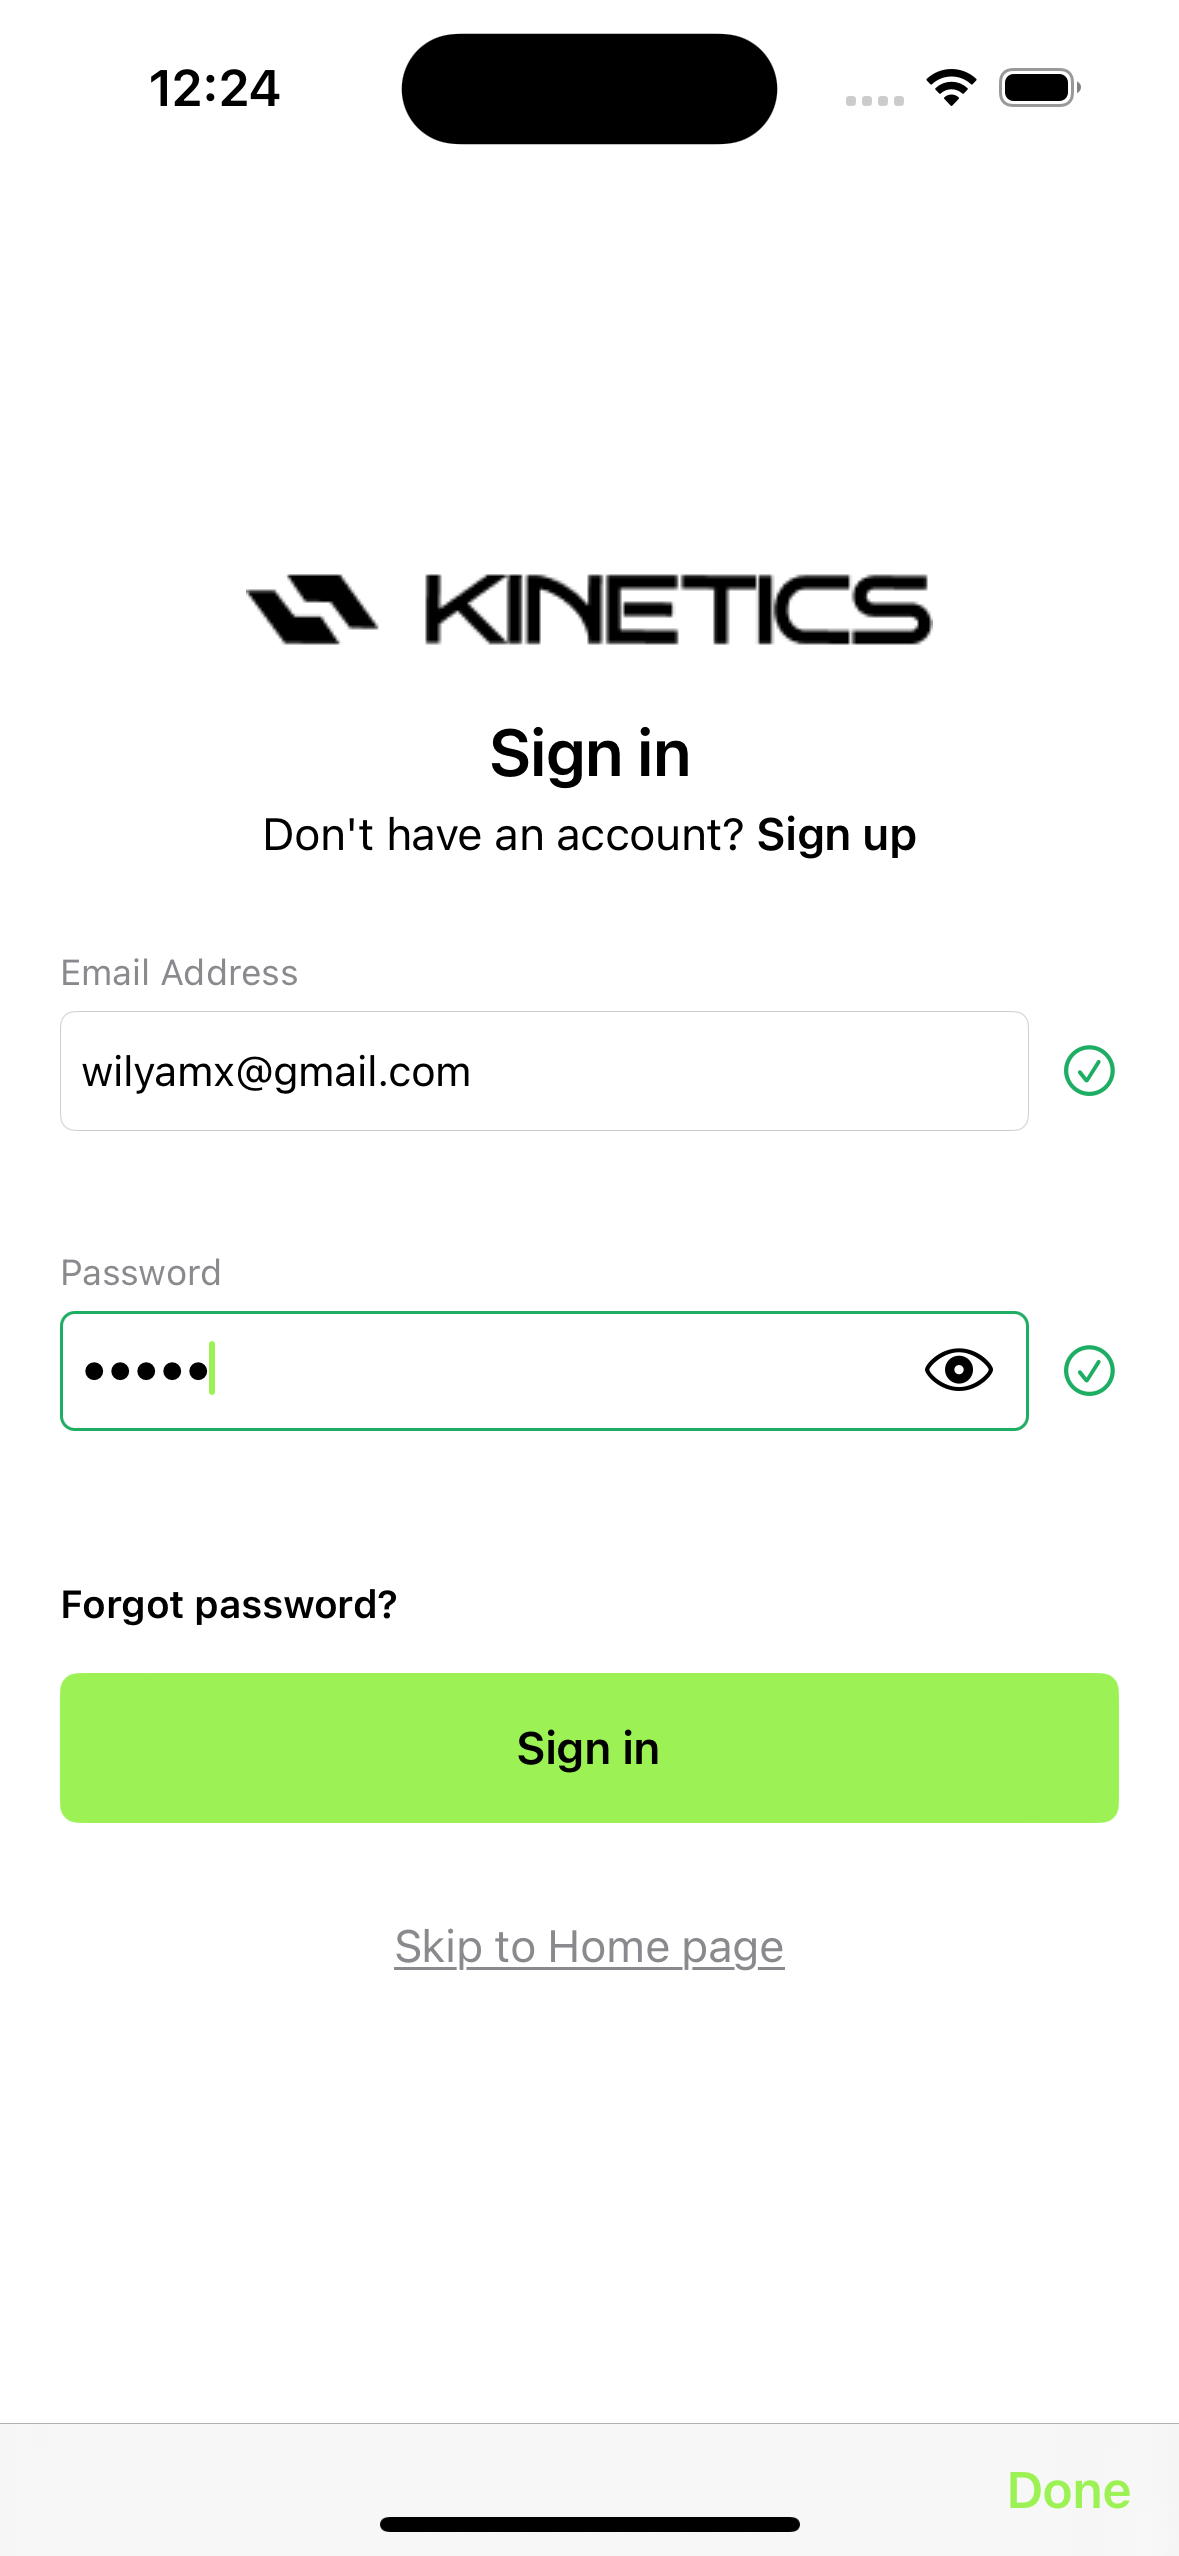 12:24
KINETICS
Sign in
Don't have an account? Sign up
Email Address
wilyamx@gmail.com
Password
•••••
Forgot password?
Sign in
Skip to Home page
Done